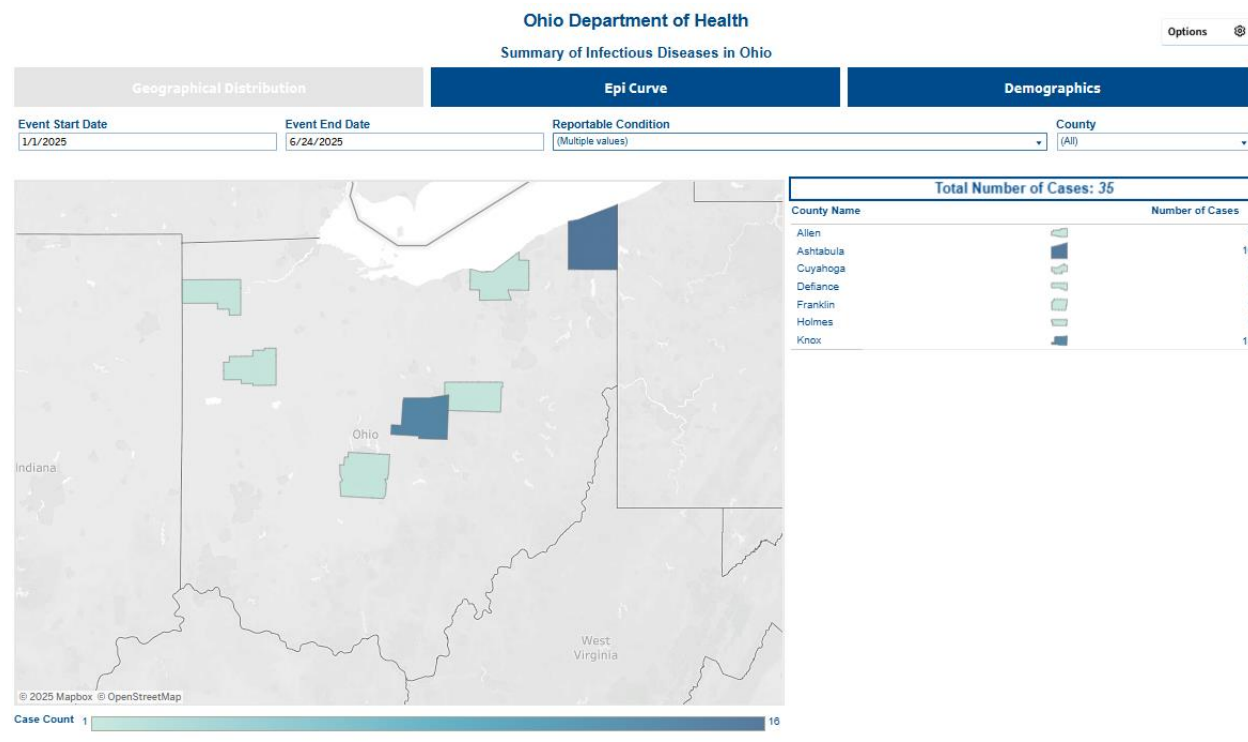 Ohio Department of Health
Options
Summary of Infectious Diseases in Ohio
Geographical Distribution
Epi Curve
Demographics
Event Start Date
Event End Date
Reportable Condition
County
1/1/2025
6/24/2025
(Multiple values)
(All)
Total Number of Cases: 35
County Name
Number of Cases
Allen
Ashtabula
Cuyahoga
Defiance
Franklin
Holmes
Knox
Ohio
Indiana
West
Virginia
© 2025 Mapbox © OpenStreetMap
Case Count
1
16